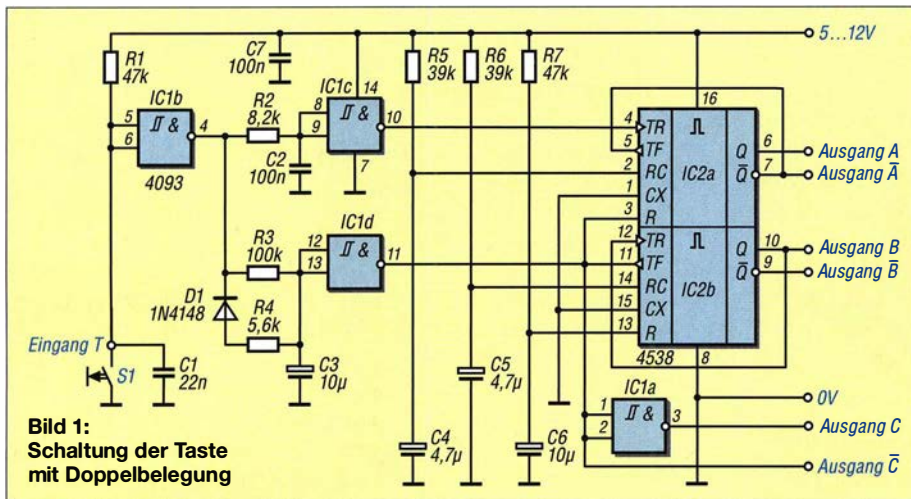 5...12V
R1
47k
C7
100n
IC1b
5
6
4
4093
R2
8,2k
C2
100n
IC1c
14
8
9
10
7
R5
39k
R6
39k
R7
47k
16
4
5
2
1
3
12
11
14
15
13
TR
TF
RC
CX
R
TR
TF
RC
CX
R
IC2a
IC2b
Q
Q̅
Q
Q̅
6
7
10
9
4538
8
Ausgang A
Ausgang A̅
Ausgang B
Ausgang B̅
R3
100k
D1
1N4148
R4
5,6k
C3
10µ
IC1d
12
13
11
&
&
&
&
Eingang T
S1
C1
22n
C5
4,7µ
C4
4,7µ
C6
10µ
IC1a
1
2
3
0V
Ausgang C
Ausgang C̅
Bild 1:
Schaltung der Taste
mit Doppelbelegung